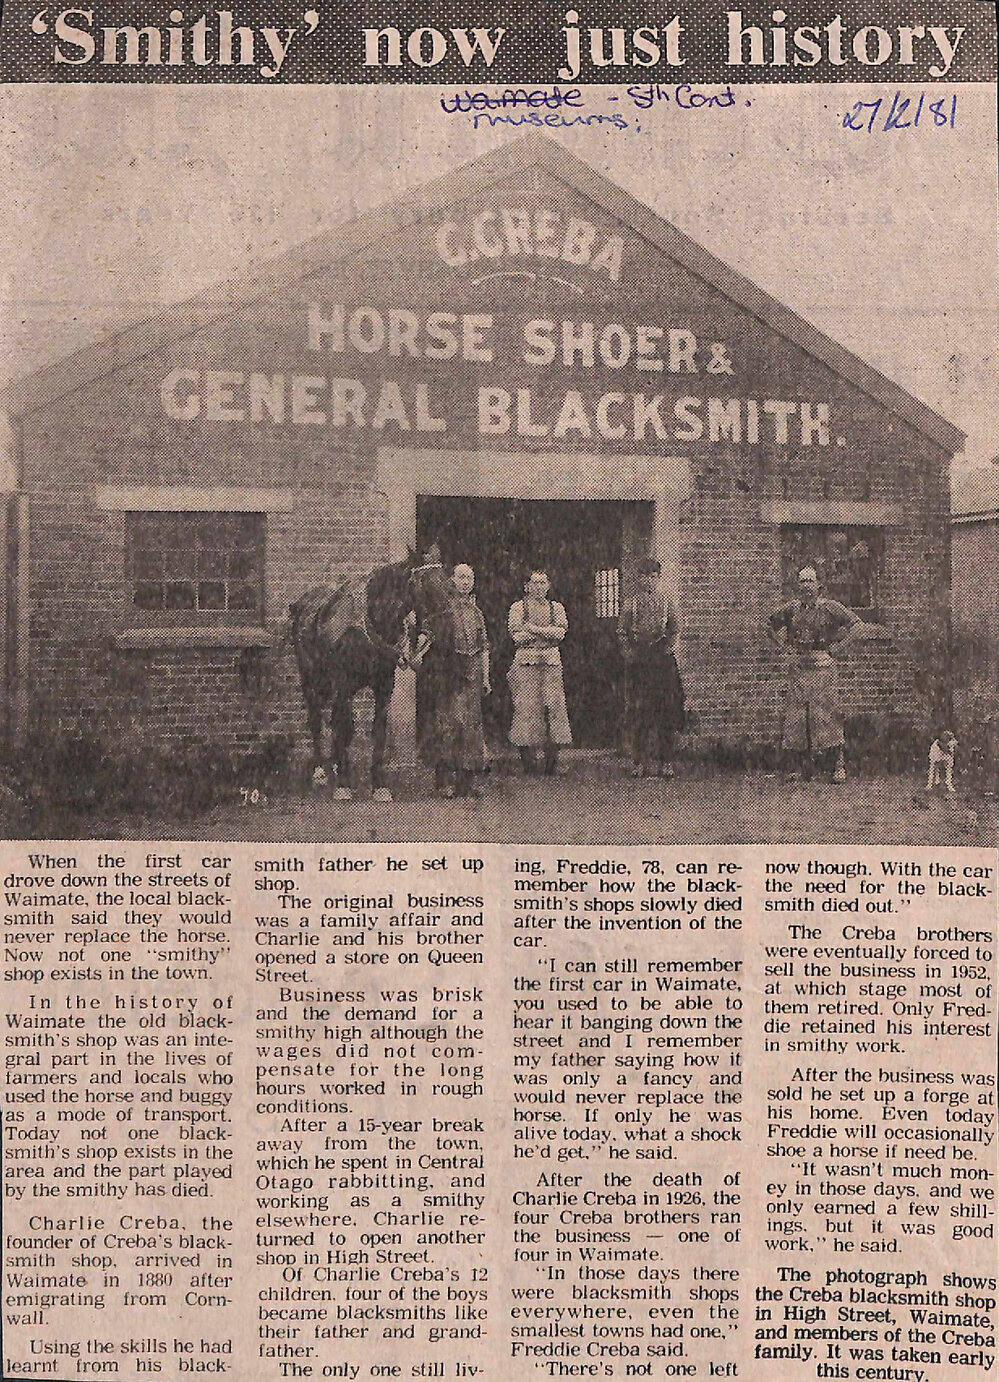 ‘Smithy’ now just history
Waimate - Sth Cant.
museums;
27/2/81
C. CREBA
HORSE SHOER &
GENERAL BLACKSMITH.
When the first car
drove down the streets of
Waimate, the local black-
smith said they would
never replace the horse.
Now not one “smithy”
shop exists in the town.
In the history of
Waimate the old black-
smith's shop was an inte-
gral part in the lives of
farmers and locals who
used the horse and buggy
as a mode of transport.
Today not one black-
smith's shop exists in the
area and the part played
by the smithy has died.
Charlie Creba, the
founder of Creba's black-
smith shop, arrived in
Waimate in 1880 after
emigrating from Corn-
wall.
Using the skills he had
learnt from his black-
smith father he set up
shop.
The original business
was a family affair and
Charlie and his brother
opened a store on Queen
Street.
Business was brisk
and the demand for a
smithy high although the
wages did not com-
pensate for the long
hours worked in rough
conditions.
After a 15-year break
away from the town,
which he spent in Central
Otago rabbitting, and
working as a smithy
elsewhere, Charlie re-
turned to open another
shop in High Street.
Of Charlie Creba's 12
children, four of the boys
became blacksmiths like
their father and grand-
father.
The only one still liv-
ing, Freddie, 78, can re-
member how the black-
smith's shops slowly died
after the invention of the
car.
“I can still remember
the first car in Waimate,
you used to be able to
hear it banging down the
street and I remember
my father saying how it
was only a fancy and
would never replace the
horse. If only he was
alive today, what a shock
he'd get,” he said.
After the death of
Charlie Creba in 1926, the
four Creba brothers ran
the business — one of
four in Waimate.
“In those days there
were blacksmith shops
everywhere, even the
smallest towns had one,”
Freddie Creba said.
“There's not one left
now though. With the car
the need for the black-
smith died out.”
The Creba brothers
were eventually forced to
sell the business in 1952,
at which stage most of
them retired. Only Fred-
die retained his interest
in smithy work.
After the business was
sold he set up a forge at
his home. Even today
Freddie will occasionally
shoe a horse if need be.
“It wasn't much mon-
ey in those days, and we
only earned a few shill-
ings, but it was good
work,” he said.
The photograph shows
the Creba blacksmith shop
in High Street, Waimate,
and members of the Creba
family. It was taken early
this century.